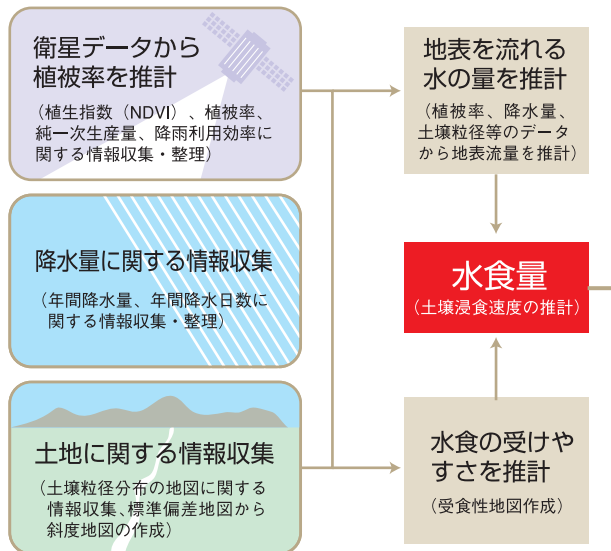 衛星データから
植被率を推計
（植生指数（NDVI）、植被率、
純一次生産量、降雨利用効率に
関する情報収集・整理）
降水量に関する情報収集
（年間降水量、年間降水日数に
関する情報収集・整理）
土地に関する情報収集
（土壌粒径分布の地図に関する
情報収集、標準偏差地図から
斜度地図の作成）
地表を流れる
水の量を推計
（植被率、降水量、
土壌粒径等のデータ
から地表流量を推計）
水食量
（土壌浸食速度の推計）
水食の受けや
すさを推計
（受食性地図作成）